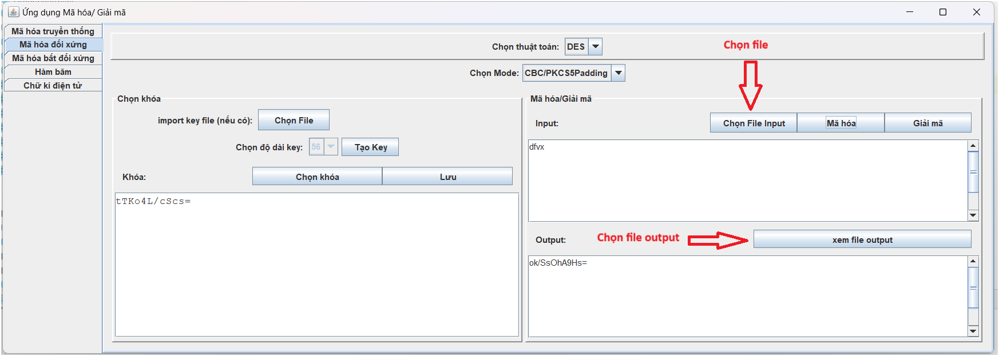 Ứng dụng Mã hóa/ Giải mã
Mã hóa truyền thống
Mã hóa đối xứng
Mã hóa bất đối xứng
Hàm băm
Chữ kí điện tử
Chọn thuật toán: DES
Chọn file
Chọn Mode: CBC/PKCS5Padding
Chọn khóa
import key file (nếu có): Chọn File
Chọn độ dài key: 56 Tạo Key
Khóa: Chọn khóa Lưu
tTKo4L/cScs=
Mã hóa/Giải mã
Input: Chọn File Input Mã hóa Giải mã
dfvx
Output: Chọn file output xem file output
ok/SsOhA9Hs=